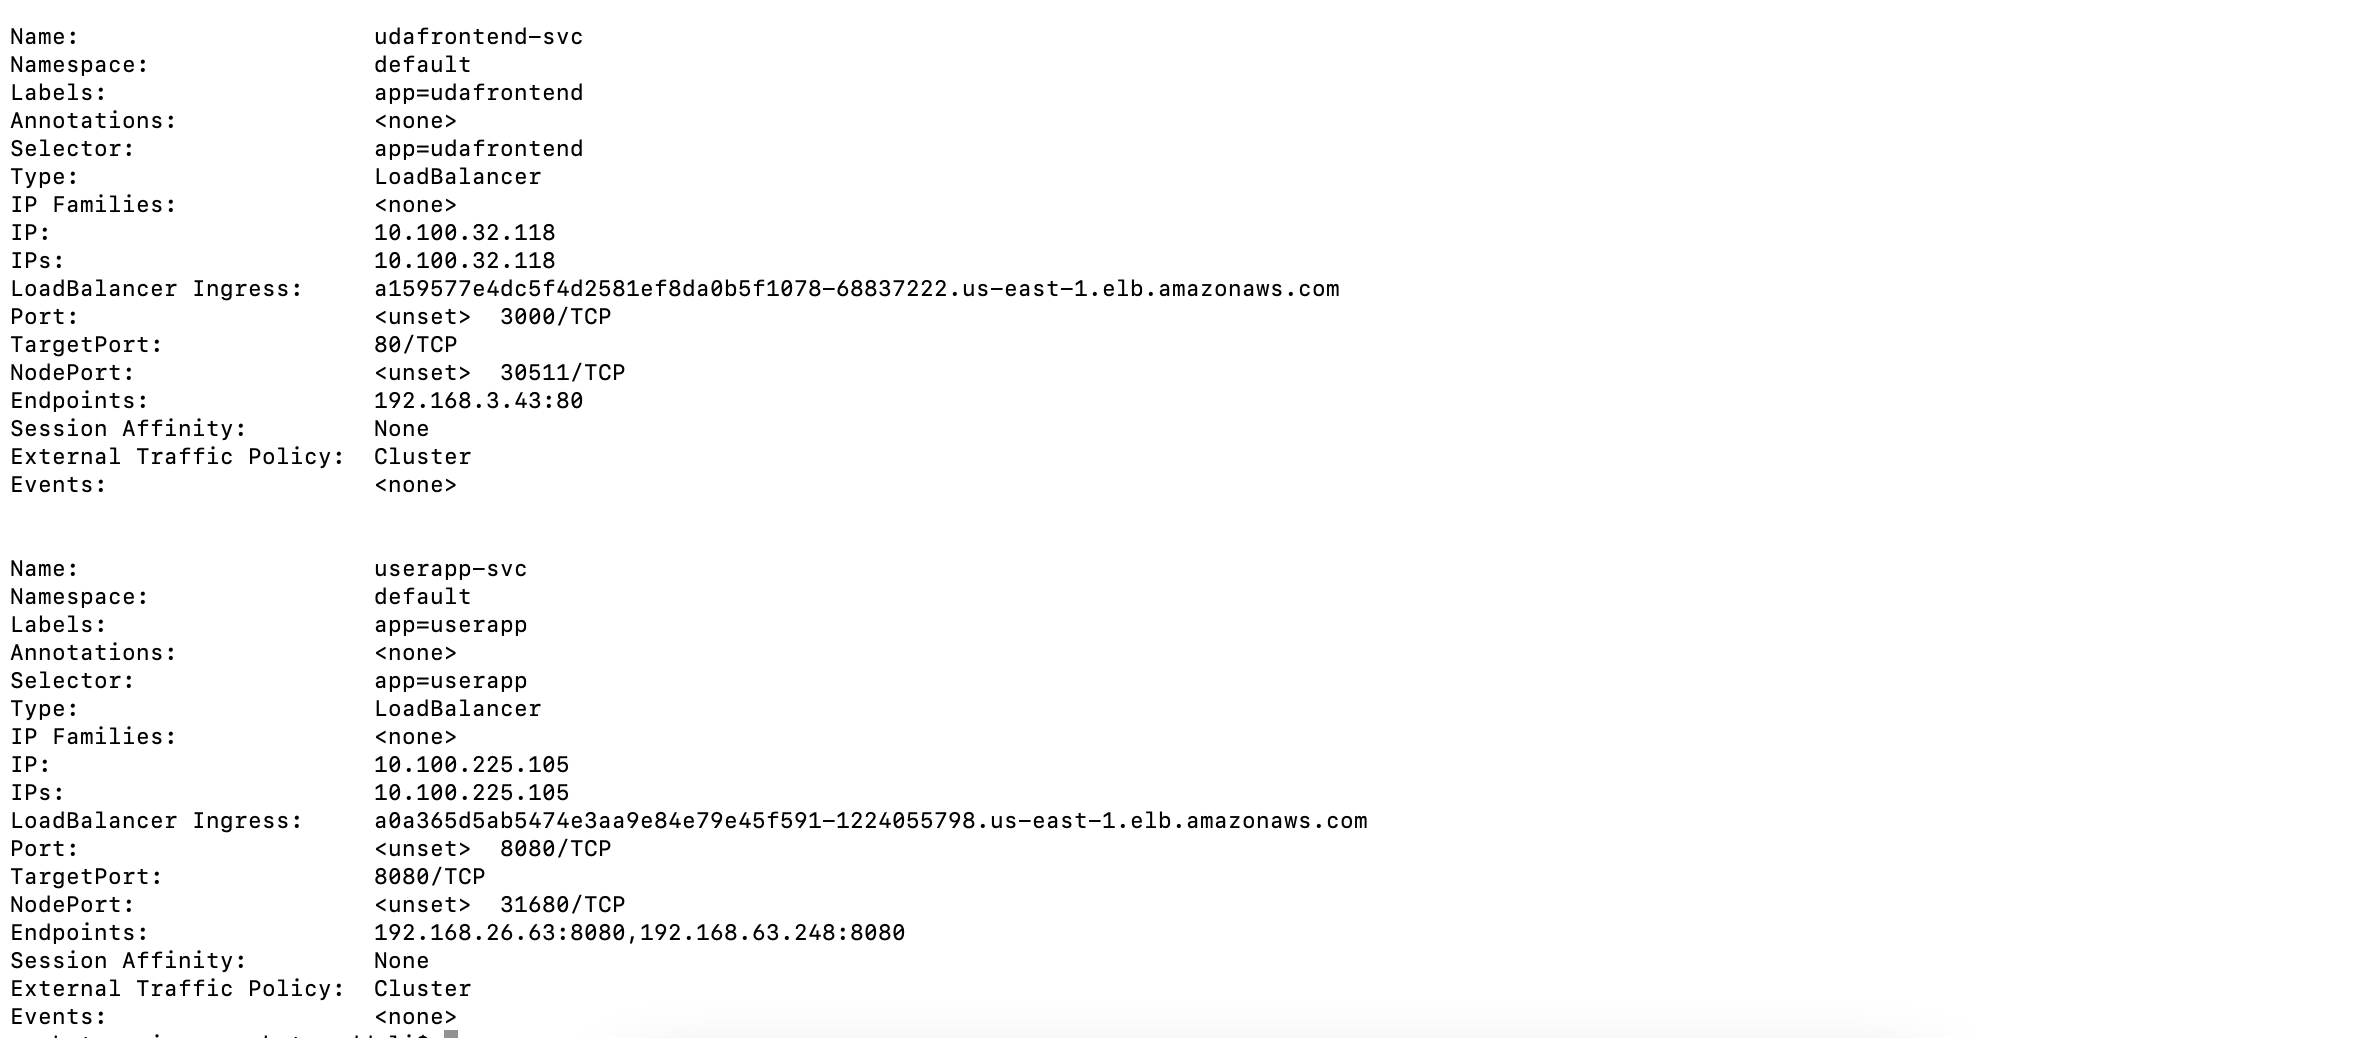 Name: udafrontend-svc
Namespace: default
Labels: app=udafrontend
Annotations: <none>
Selector: app=udafrontend
Type: LoadBalancer
IP Families: <none>
IP: 10.100.32.118
IPs: 10.100.32.118
LoadBalancer Ingress: a159577e4dc5f4d2581ef8da0b5f1078-68837222.us-east-1.elb.amazonaws.com
Port: <unset> 3000/TCP
TargetPort: 80/TCP
NodePort: <unset> 30511/TCP
Endpoints: 192.168.3.43:80
Session Affinity: None
External Traffic Policy: Cluster
Events: <none>
Name: userapp-svc
Namespace: default
Labels: app=userapp
Annotations: <none>
Selector: app=userapp
Type: LoadBalancer
IP Families: <none>
IP: 10.100.225.105
IPs: 10.100.225.105
LoadBalancer Ingress: a0a365d5ab5474e3aa9e84e79e45f591-1224055798.us-east-1.elb.amazonaws.com
Port: <unset> 8080/TCP
TargetPort: 8080/TCP
NodePort: <unset> 31680/TCP
Endpoints: 192.168.26.63:8080,192.168.63.248:8080
Session Affinity: None
External Traffic Policy: Cluster
Events: <none>